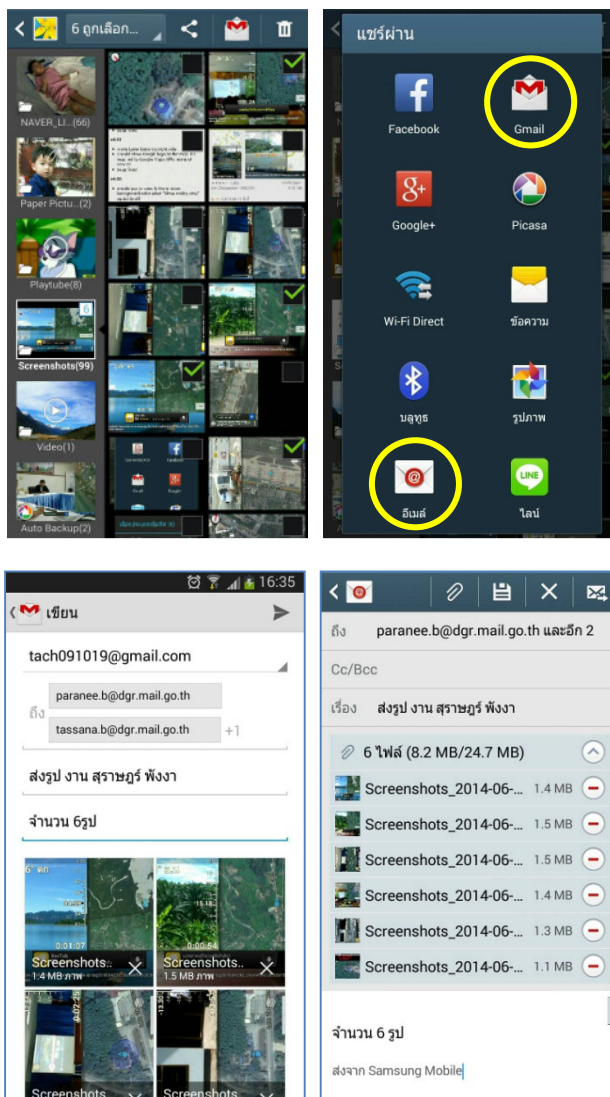 6 ถูกเลือก...
NAVER_LI...(66)
Paper Pictu...(2)
Playtube(8)
6
Screenshots(99)
Video(1)
Auto Backup(2)
แชร์ผ่าน
Facebook
Gmail
Google+
Picasa
Wi-Fi Direct
ข้อความ
บลูทูธ
รูปภาพ
อีเมล์
LINE
ไลน์
16:35
เขียน
tach091019@gmail.com
ถึง
paranee.b@dgr.mail.go.th
tassana.b@dgr.mail.go.th
+1
ส่งรูป งาน สุราษฎร์ พังงา
จำนวน 6รูป
0:01:07
0:00:54
Screenshots..
1.4 MB ภาพ
Screenshots..
1.5 MB ภาพ
Screenshots..
Screenshots..
ถึง paranee.b@dgr.mail.go.th และอีก 2
Cc/Bcc
เรื่อง ส่งรูป งาน สุราษฎร์ พังงา
6 ไฟล์ (8.2 MB/24.7 MB)
Screenshots_2014-06-... 1.4 MB
Screenshots_2014-06-... 1.5 MB
Screenshots_2014-06-... 1.5 MB
Screenshots_2014-06-... 1.4 MB
Screenshots_2014-06-... 1.3 MB
Screenshots_2014-06-... 1.1 MB
จำนวน 6 รูป
ส่งจาก Samsung Mobile